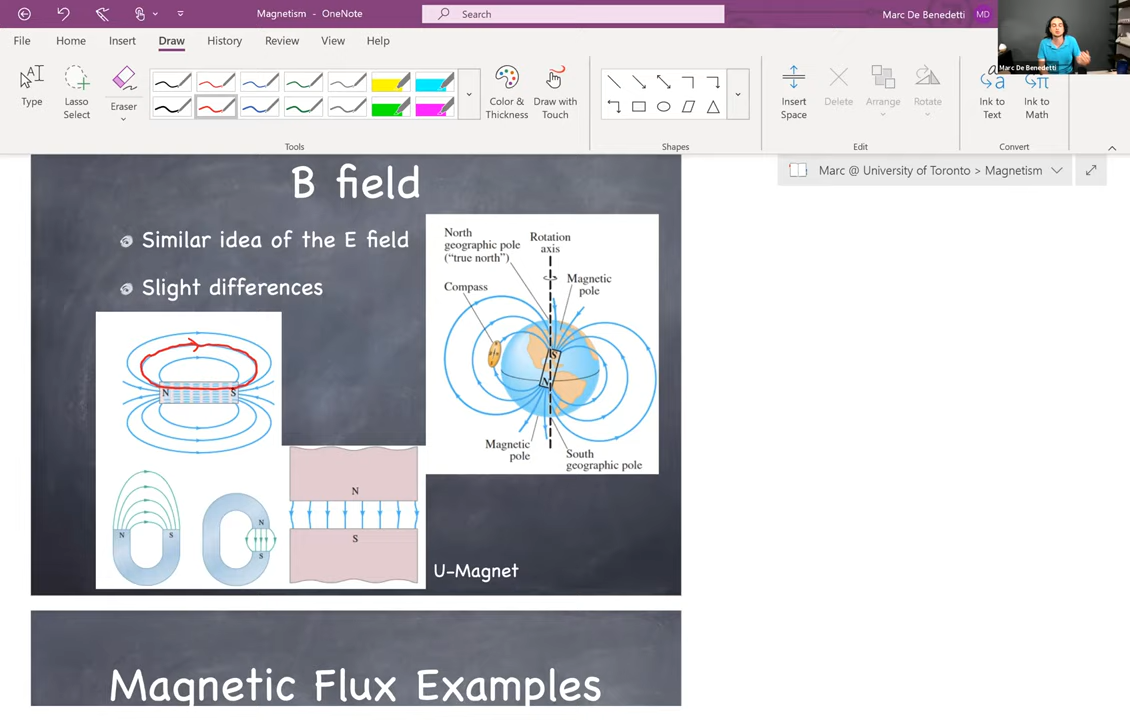 Magnetism - OneNote
Search
Marc De Benedetti
MD
Marc De Benedetti
File
Home
Insert
Draw
History
Review
View
Help
Type
Lasso
Select
Eraser
Color &
Thickness
Draw with
Touch
Insert
Space
Delete
Arrange
Rotate
Ink to
Text
Ink to
Math
Tools
Shapes
Edit
Convert
Marc @ University of Toronto > Magnetism
B field
Similar idea of the E field
Slight differences
North
geographic pole
("true north")
Rotation
axis
Compass
Magnetic
pole
S
N
Magnetic
pole
South
geographic pole
N
S
N
S
N
S
N
S
U-Magnet
Magnetic Flux Examples